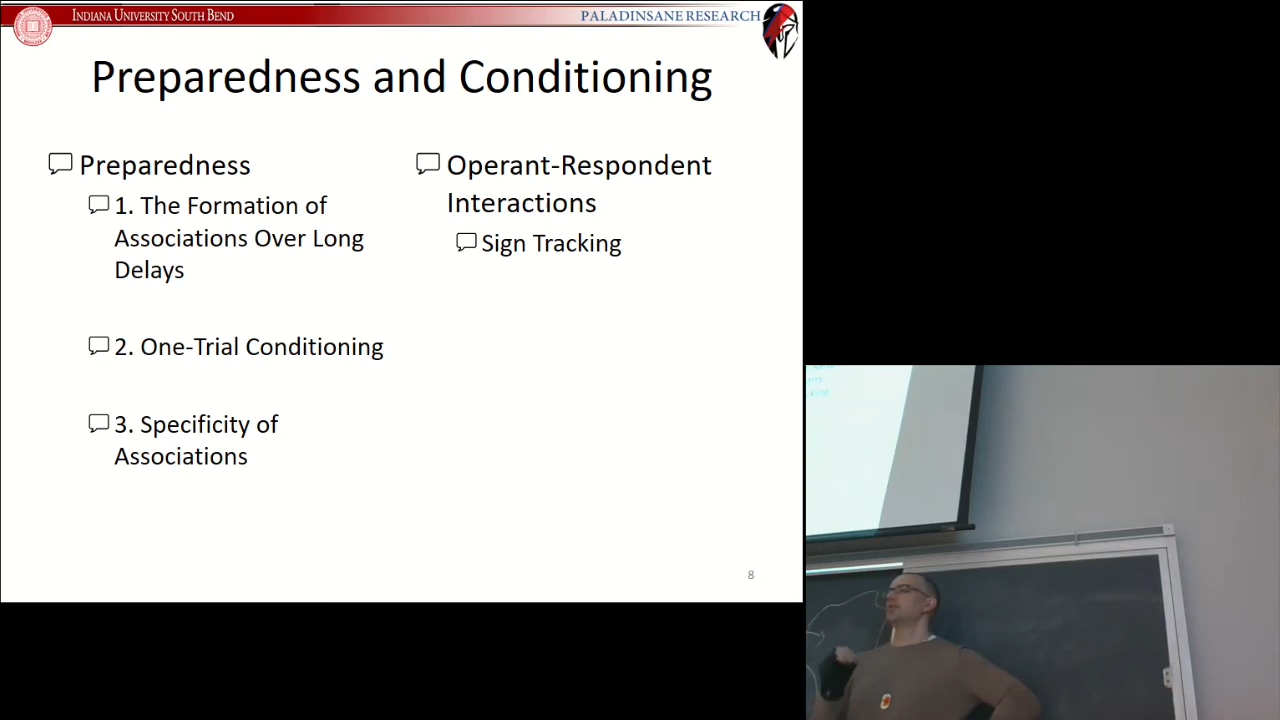 INDIANA UNIVERSITY SOUTH BEND
PALADINSANE RESEARCH
Preparedness and Conditioning
Preparedness
1. The Formation of
Associations Over Long
Delays
2. One-Trial Conditioning
3. Specificity of
Associations
Operant-Respondent
Interactions
Sign Tracking
8